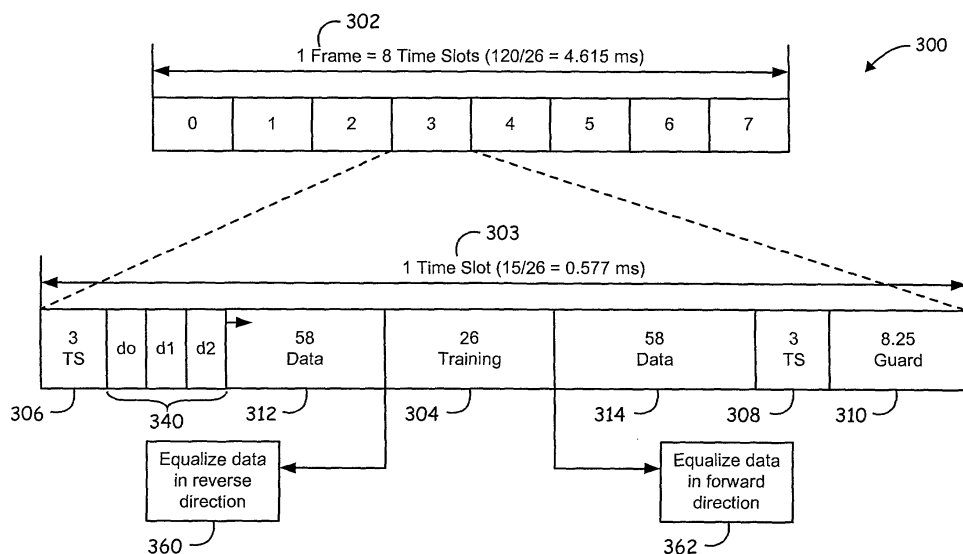 302
1 Frame = 8 Time Slots (120/26 = 4.615 ms)
300
0 1 2 3 4 5 6 7
303
1 Time Slot (15/26 = 0.577 ms)
3 TS
do d1 d2
58 Data
26 Training
58 Data
3 TS
8.25 Guard
306 340 312 304 314 308 310
Equalize data
in reverse
direction
360
Equalize data
in forward
direction
362